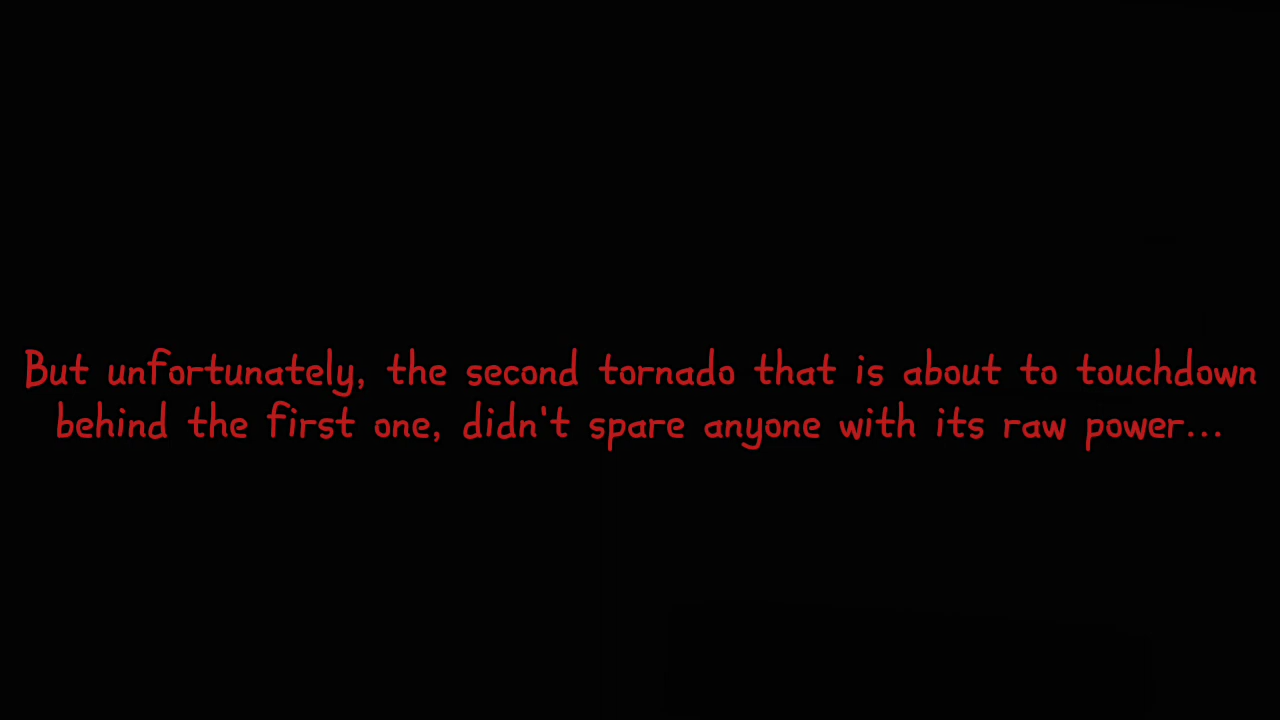 But unfortunately, the second tornado that is about to touchdown
behind the first one, didn't spare anyone with its raw power...